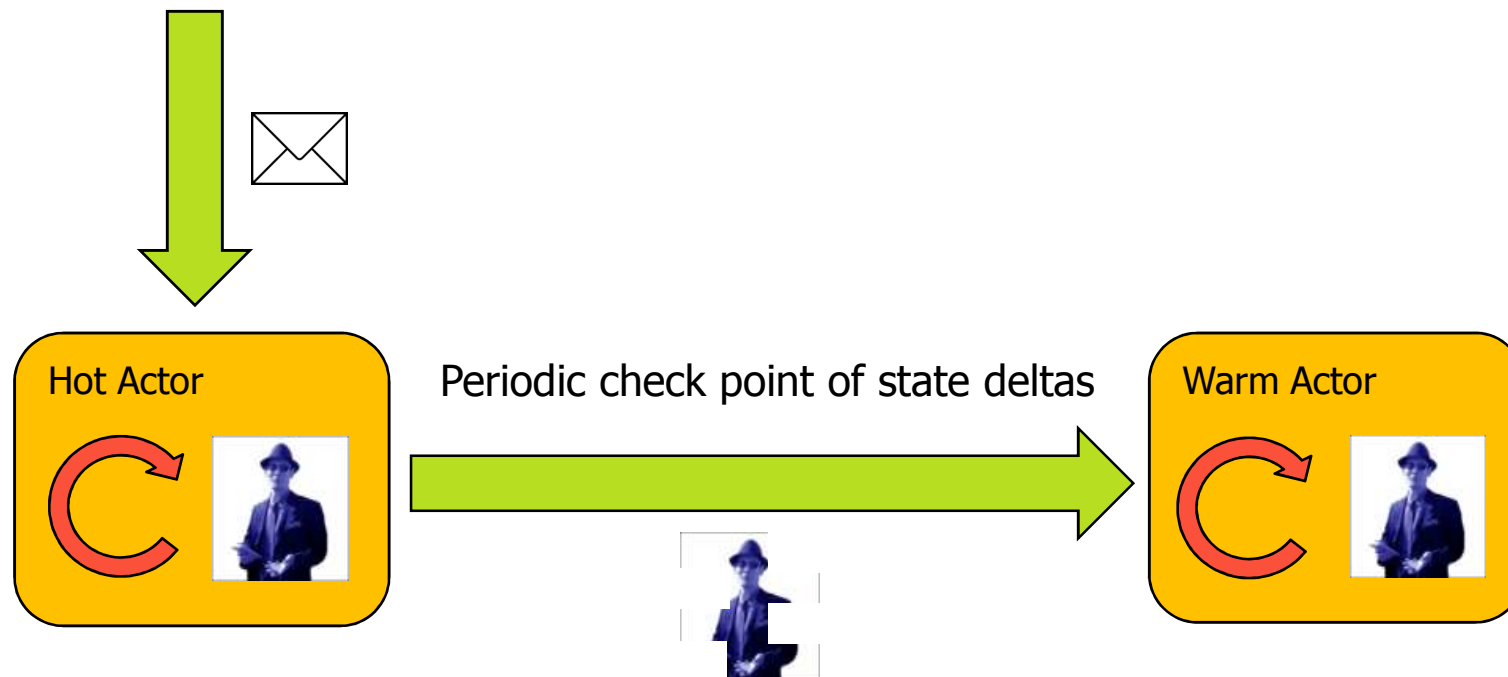 Hot Actor
Periodic check point of state deltas
Warm Actor